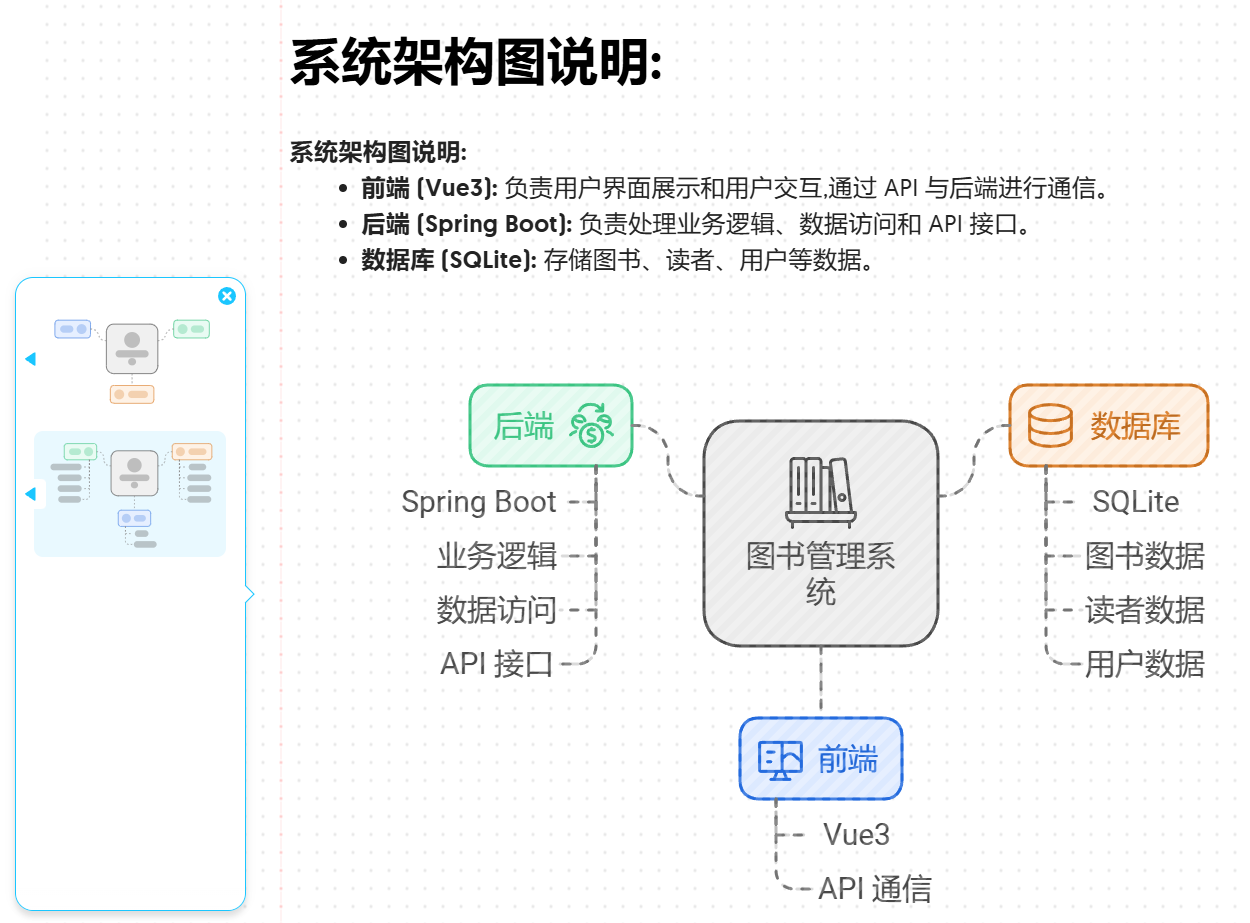 系统架构图说明:
系统架构图说明:
前端 (Vue3): 负责用户界面展示和用户交互,通过 API 与后端进行通信。
后端 (Spring Boot): 负责处理业务逻辑、数据访问和 API 接口。
数据库 (SQLite): 存储图书、读者、用户等数据。
后端
Spring Boot
业务逻辑
数据访问
API 接口
图书管理系
统
数据库
SQLite
图书数据
读者数据
用户数据
前端
Vue3
API 通信